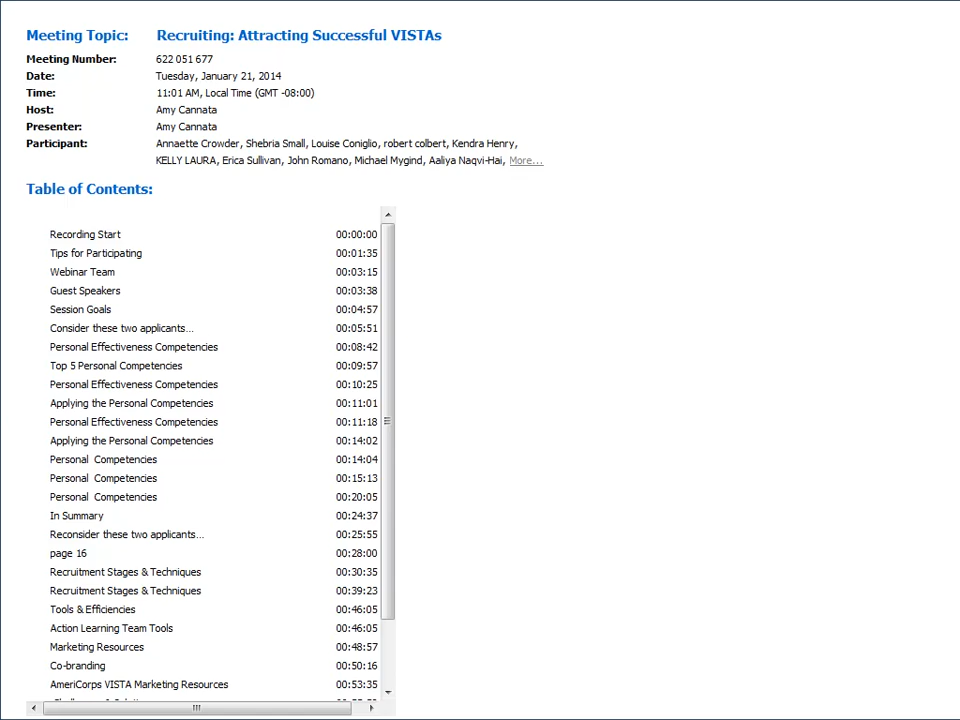 Meeting Topic: Recruiting: Attracting Successful VISTAs
Meeting Number: 622 051 677
Date: Tuesday, January 21, 2014
Time: 11:01 AM, Local Time (GMT -08:00)
Host: Amy Cannata
Presenter: Amy Cannata
Participant: Annaette Crowder, Shebria Small, Louise Coniglio, robert colbert, Kendra Henry,
KELLY LAURA, Erica Sullivan, John Romano, Michael Mygind, Aaliya Naqvi-Hai, More...
Table of Contents:
Recording Start 00:00:00
Tips for Participating 00:01:35
Webinar Team 00:03:15
Guest Speakers 00:03:38
Session Goals 00:04:57
Consider these two applicants... 00:05:51
Personal Effectiveness Competencies 00:08:42
Top 5 Personal Competencies 00:09:57
Personal Effectiveness Competencies 00:10:25
Applying the Personal Competencies 00:11:01
Personal Effectiveness Competencies 00:11:18
Applying the Personal Competencies 00:14:02
Personal  Competencies 00:14:04
Personal  Competencies 00:15:13
Personal  Competencies 00:20:05
In Summary 00:24:37
Reconsider these two applicants... 00:25:55
page 16 00:28:00
Recruitment Stages & Techniques 00:30:35
Recruitment Stages & Techniques 00:39:23
Tools & Efficiencies 00:46:05
Action Learning Team Tools 00:46:05
Marketing Resources 00:48:57
Co-branding 00:50:16
AmeriCorps VISTA Marketing Resources 00:53:35